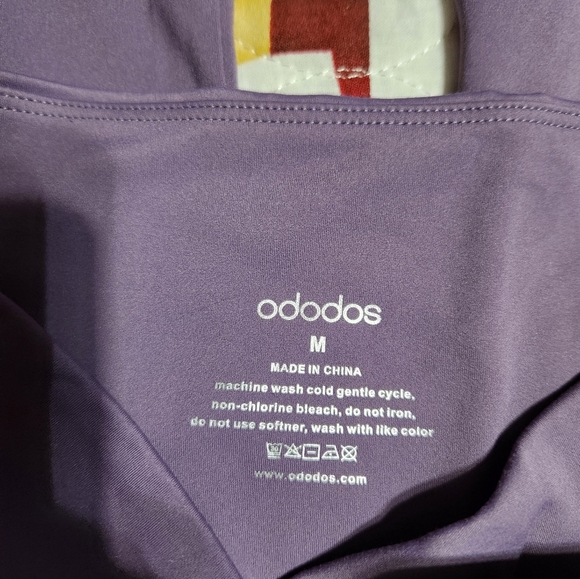 ododos
M
MADE IN CHINA
machine wash cold gentle cycle,
non-chlorine bleach, do not iron,
do not use softner, wash with like color
www.ododos.com